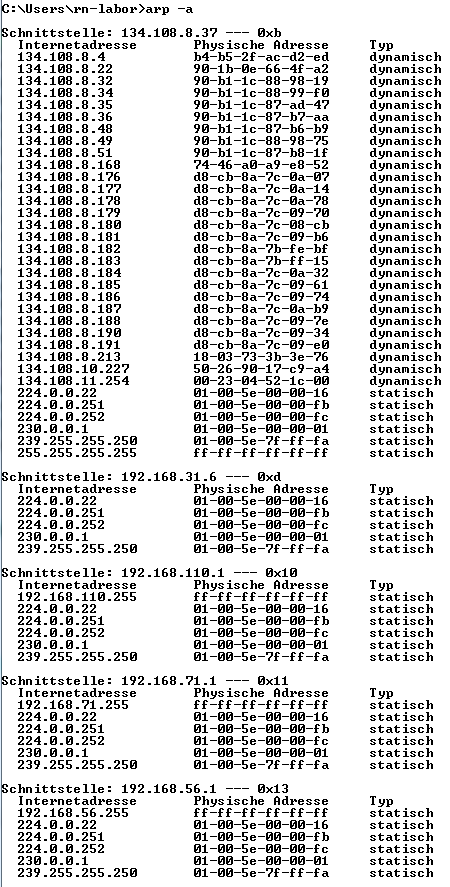 C:\Users\rn-labor>arp -a
Schnittstelle: 134.108.8.37 --- 0xb
Internetadresse Physische Adresse Typ
134.108.8.4 b4-b5-2f-ac-d2-ed dynamisch
134.108.8.22 90-1b-0e-66-4f-a2 dynamisch
134.108.8.32 90-b1-1c-88-98-19 dynamisch
134.108.8.34 90-b1-1c-88-99-f0 dynamisch
134.108.8.35 90-b1-1c-87-ad-47 dynamisch
134.108.8.36 90-b1-1c-87-b7-aa dynamisch
134.108.8.48 90-b1-1c-87-b6-b9 dynamisch
134.108.8.49 90-b1-1c-88-98-75 dynamisch
134.108.8.51 90-b1-1c-87-b8-1f dynamisch
134.108.8.168 74-46-a0-a9-e8-52 dynamisch
134.108.8.176 d8-cb-8a-7c-0a-07 dynamisch
134.108.8.177 d8-cb-8a-7c-0a-14 dynamisch
134.108.8.178 d8-cb-8a-7c-0a-78 dynamisch
134.108.8.179 d8-cb-8a-7c-09-70 dynamisch
134.108.8.180 d8-cb-8a-7c-08-cb dynamisch
134.108.8.181 d8-cb-8a-7c-09-b6 dynamisch
134.108.8.182 d8-cb-8a-7b-fe-bf dynamisch
134.108.8.183 d8-cb-8a-7b-ff-15 dynamisch
134.108.8.184 d8-cb-8a-7c-0a-32 dynamisch
134.108.8.185 d8-cb-8a-7c-09-61 dynamisch
134.108.8.186 d8-cb-8a-7c-09-74 dynamisch
134.108.8.187 d8-cb-8a-7c-0a-b9 dynamisch
134.108.8.188 d8-cb-8a-7c-09-7e dynamisch
134.108.8.190 d8-cb-8a-7c-09-34 dynamisch
134.108.8.191 d8-cb-8a-7c-09-e0 dynamisch
134.108.8.213 18-03-73-3b-3e-76 dynamisch
134.108.10.227 50-26-90-17-c9-a4 dynamisch
134.108.11.254 00-23-04-52-1c-00 dynamisch
224.0.0.22 01-00-5e-00-00-16 statisch
224.0.0.251 01-00-5e-00-00-fb statisch
224.0.0.252 01-00-5e-00-00-fc statisch
230.0.0.1 01-00-5e-00-00-01 statisch
239.255.255.250 01-00-5e-7f-ff-fa statisch
255.255.255.255 ff-ff-ff-ff-ff-ff statisch
Schnittstelle: 192.168.31.6 --- 0xd
Internetadresse Physische Adresse Typ
224.0.0.22 01-00-5e-00-00-16 statisch
224.0.0.251 01-00-5e-00-00-fb statisch
224.0.0.252 01-00-5e-00-00-fc statisch
230.0.0.1 01-00-5e-00-00-01 statisch
239.255.255.250 01-00-5e-7f-ff-fa statisch
Schnittstelle: 192.168.110.1 --- 0x10
Internetadresse Physische Adresse Typ
192.168.110.255 ff-ff-ff-ff-ff-ff statisch
224.0.0.22 01-00-5e-00-00-16 statisch
224.0.0.251 01-00-5e-00-00-fb statisch
224.0.0.252 01-00-5e-00-00-fc statisch
230.0.0.1 01-00-5e-00-00-01 statisch
239.255.255.250 01-00-5e-7f-ff-fa statisch
Schnittstelle: 192.168.71.1 --- 0x11
Internetadresse Physische Adresse Typ
192.168.71.255 ff-ff-ff-ff-ff-ff statisch
224.0.0.22 01-00-5e-00-00-16 statisch
224.0.0.251 01-00-5e-00-00-fb statisch
224.0.0.252 01-00-5e-00-00-fc statisch
230.0.0.1 01-00-5e-00-00-01 statisch
239.255.255.250 01-00-5e-7f-ff-fa statisch
Schnittstelle: 192.168.56.1 --- 0x13
Internetadresse Physische Adresse Typ
192.168.56.255 ff-ff-ff-ff-ff-ff statisch
224.0.0.22 01-00-5e-00-00-16 statisch
224.0.0.251 01-00-5e-00-00-fb statisch
224.0.0.252 01-00-5e-00-00-fc statisch
230.0.0.1 01-00-5e-00-00-01 statisch
239.255.255.250 01-00-5e-7f-ff-fa statisch